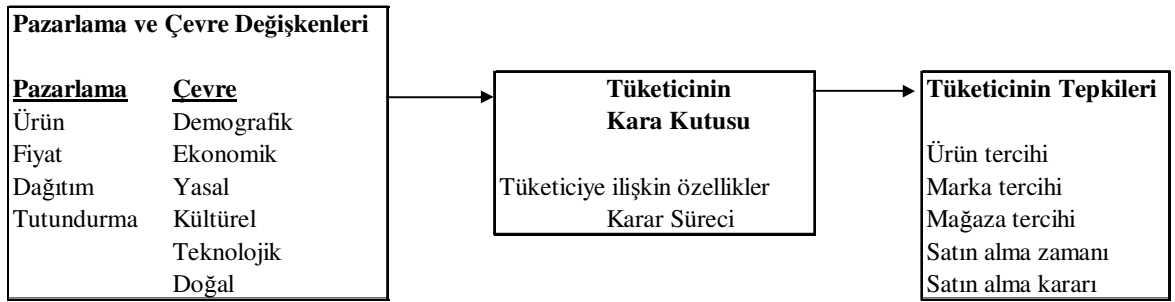 Pazarlama ve Çevre Değişkenleri
Pazarlama Çevre
Ürün Demografik
Fiyat Ekonomik
Dağıtım Yasal
Tutundurma Kültürel
Teknolojik
Doğal
Tüketicinin
Kara Kutusu
Tüketiciye ilişkin özellikler
Karar Süreci
Tüketicinin Tepkileri
Ürün tercihi
Marka tercihi
Mağaza tercihi
Satın alma zamanı
Satın alma kararı